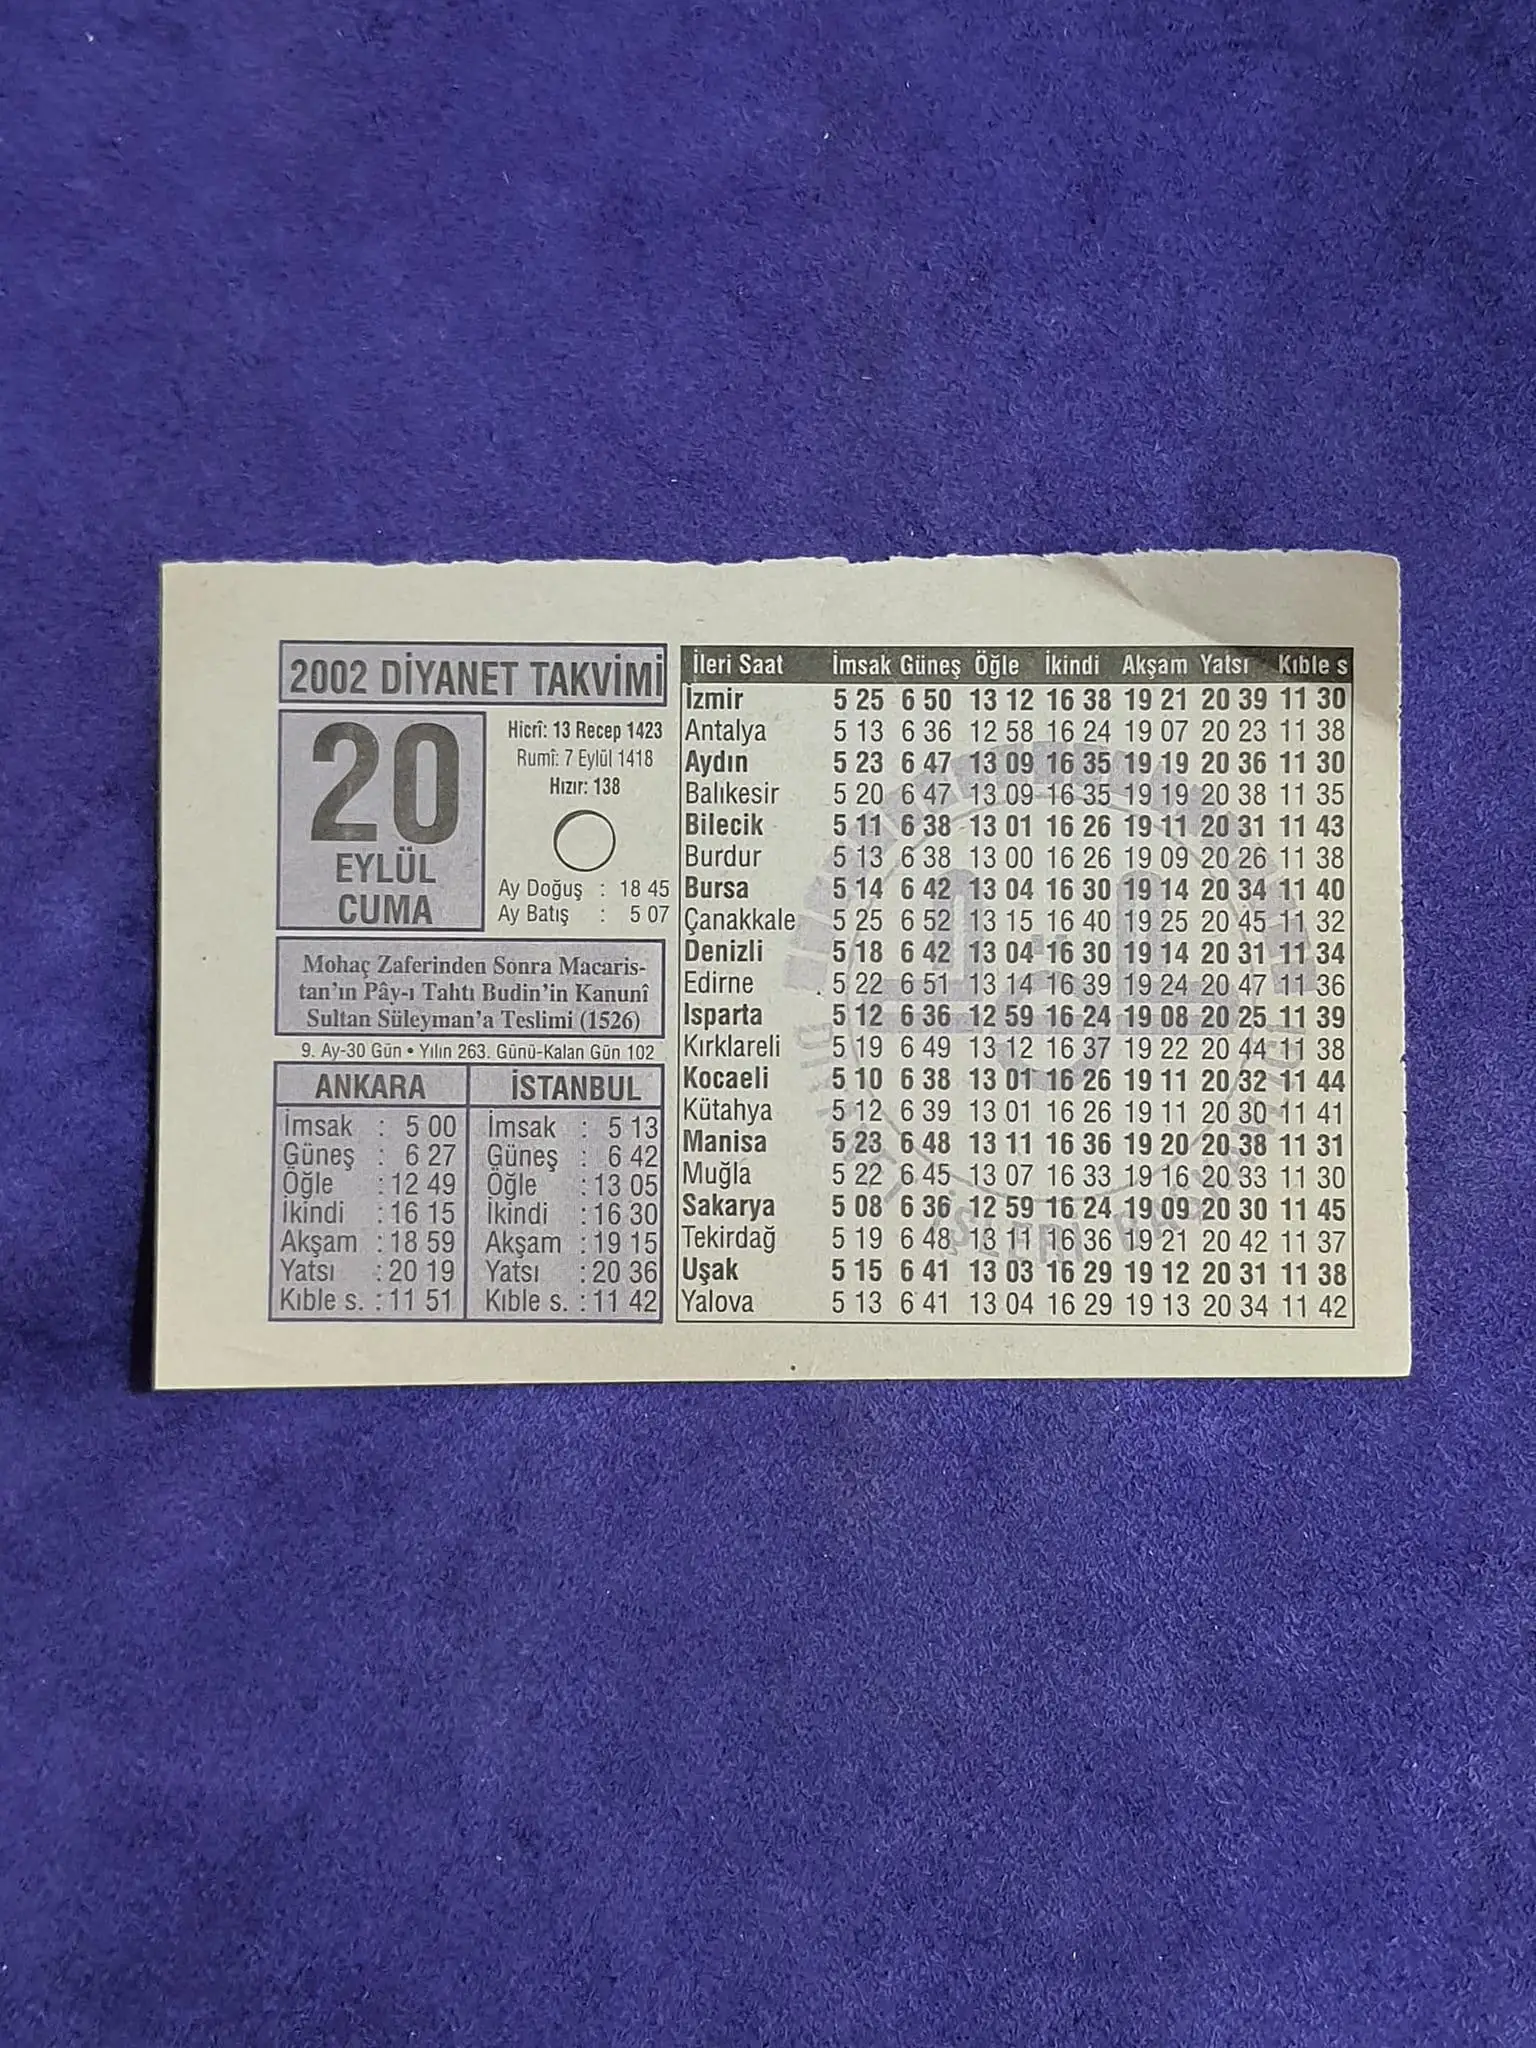 2002 DİYANET TAKVİMİ
20
EYLÜL
CUMA
Hicrî: 13 Recep 1423
Rumî: 7 Eylül 1418
Hızır: 138
Ay Doğuş : 18 45
Ay Batış : 5 07
Mohaç Zaferinden Sonra Macaris-
tan'ın Pây-ı Tahtı Budin'in Kanunî
Sultan Süleyman'a Teslimi (1526)
9. Ay-30 Gün • Yılın 263. Günü-Kalan Gün 102
ANKARA
İmsak : 5 00
Güneş : 6 27
Öğle : 12 49
İkindi : 16 15
Akşam : 18 59
Yatsı : 20 19
Kıble s. : 11 51
İSTANBUL
İmsak : 5 13
Güneş : 6 42
Öğle : 13 05
İkindi : 16 30
Akşam : 19 15
Yatsı : 20 36
Kıble s. : 11 42
İleri Saat İmsak Güneş Öğle İkindi Akşam Yatsı Kıble s
İzmir 5 25 6 50 13 12 16 38 19 21 20 39 11 30
Antalya 5 13 6 36 12 58 16 24 19 07 20 23 11 38
Aydın 5 23 6 47 13 09 16 35 19 19 20 36 11 30
Balıkesir 5 20 6 47 13 09 16 35 19 19 20 38 11 35
Bilecik 5 11 6 38 13 01 16 26 19 11 20 31 11 43
Burdur 5 13 6 38 13 00 16 26 19 09 20 26 11 38
Bursa 5 14 6 42 13 04 16 30 19 14 20 34 11 40
Çanakkale 5 25 6 52 13 15 16 40 19 25 20 45 11 32
Denizli 5 18 6 42 13 04 16 30 19 14 20 31 11 34
Edirne 5 22 6 51 13 14 16 39 19 24 20 47 11 36
Isparta 5 12 6 36 12 59 16 24 19 08 20 25 11 39
Kırklareli 5 19 6 49 13 12 16 37 19 22 20 44 11 38
Kocaeli 5 10 6 38 13 01 16 26 19 11 20 32 11 44
Kütahya 5 12 6 39 13 01 16 26 19 11 20 30 11 41
Manisa 5 23 6 48 13 11 16 36 19 20 20 38 11 31
Muğla 5 22 6 45 13 07 16 33 19 16 20 33 11 30
Sakarya 5 08 6 36 12 59 16 24 19 09 20 30 11 45
Tekirdağ 5 19 6 48 13 11 16 36 19 21 20 42 11 37
Uşak 5 15 6 41 13 03 16 29 19 12 20 31 11 38
Yalova 5 13 6 41 13 04 16 29 19 13 20 34 11 42